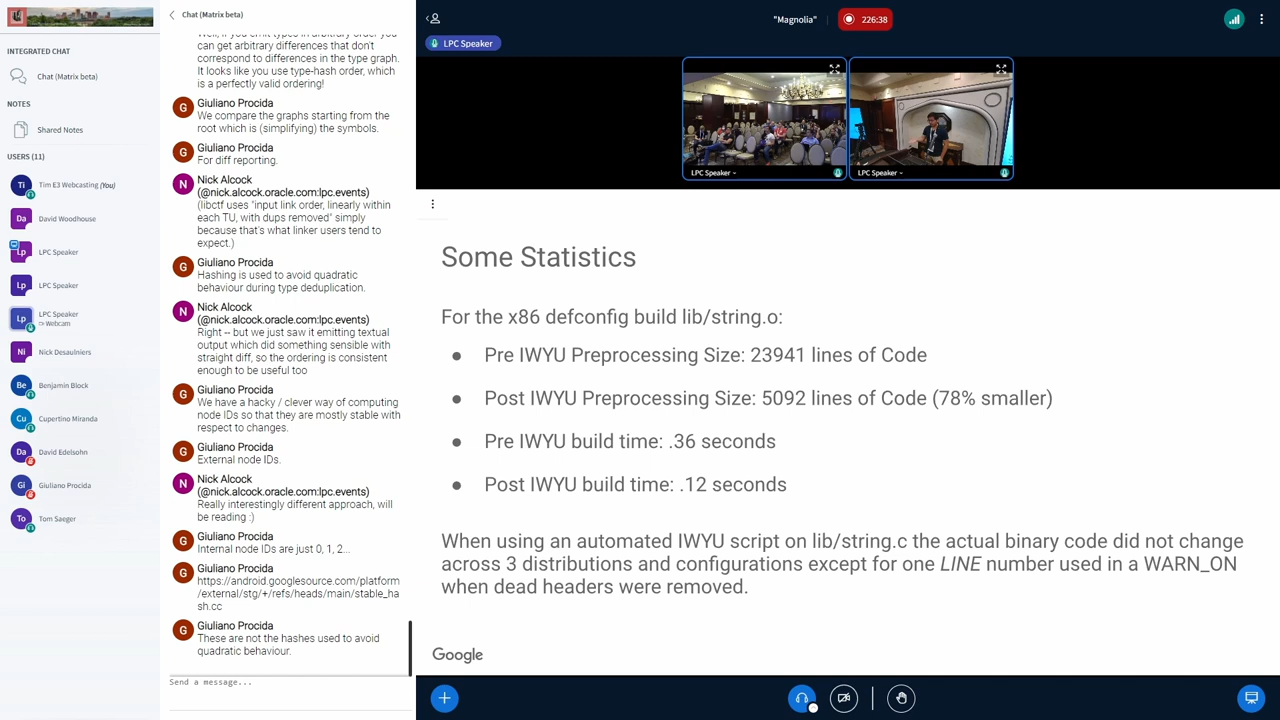 INTEGRATED CHAT
Chat (Matrix beta)
NOTES
Shared Notes
USERS (11)
Ti
Tim E3 Webcasting (You)
Da
David Woodhouse
Lp
LPC Speaker
Lp
LPC Speaker
Lp
LPC Speaker
Webcam
Ni
Nick Desaulniers
Be
Benjamin Block
Cu
Cupertino Miranda
Da
David Edelsohn
Gi
Giuliano Procida
To
Tom Saeger
Chat (Matrix beta)
Well, if you emit types in arbitrary order you
can get arbitrary differences that don't
correspond to differences in the type graph.
It looks like you use type-hash order, which
is a perfectly valid ordering!
G
Giuliano Procida
We compare the graphs starting from the
root which is (simplifying) the symbols.
G
Giuliano Procida
For diff reporting.
N
Nick Alcock
(@nick.alcock.oracle.com:lpc.events)
(libctf uses "input link order, linearly within
each TU, with dups removed" simply
because that's what linker users tend to
expect.)
G
Giuliano Procida
Hashing is used to avoid quadratic
behaviour during type deduplication.
N
Nick Alcock
(@nick.alcock.oracle.com:lpc.events)
Right -- but we just saw it emitting textual
output which did something sensible with
straight diff, so the ordering is consistent
enough to be useful too
G
Giuliano Procida
We have a hacky / clever way of computing
node IDs so that they are mostly stable with
respect to changes.
G
Giuliano Procida
External node IDs.
N
Nick Alcock
(@nick.alcock.oracle.com:lpc.events)
Really interestingly different approach, will
be reading :)
G
Giuliano Procida
Internal node IDs are just 0, 1, 2...
G
Giuliano Procida
https://android.googlesource.com/platform
/external/stg/+/refs/heads/main/stable_ha
sh.cc
G
Giuliano Procida
These are not the hashes used to avoid
quadratic behaviour.
Send a message...
"Magnolia"
226:38
LPC Speaker
LPC Speaker
LPC Speaker
Some Statistics
For the x86 defconfig build lib/string.o:
● Pre IWYU Preprocessing Size: 23941 lines of Code
● Post IWYU Preprocessing Size: 5092 lines of Code (78% smaller)
● Pre IWYU build time: .36 seconds
● Post IWYU build time: .12 seconds
When using an automated IWYU script on lib/string.c the actual binary code did not change
across 3 distributions and configurations except for one LINE number used in a WARN_ON
when dead headers were removed.
Google